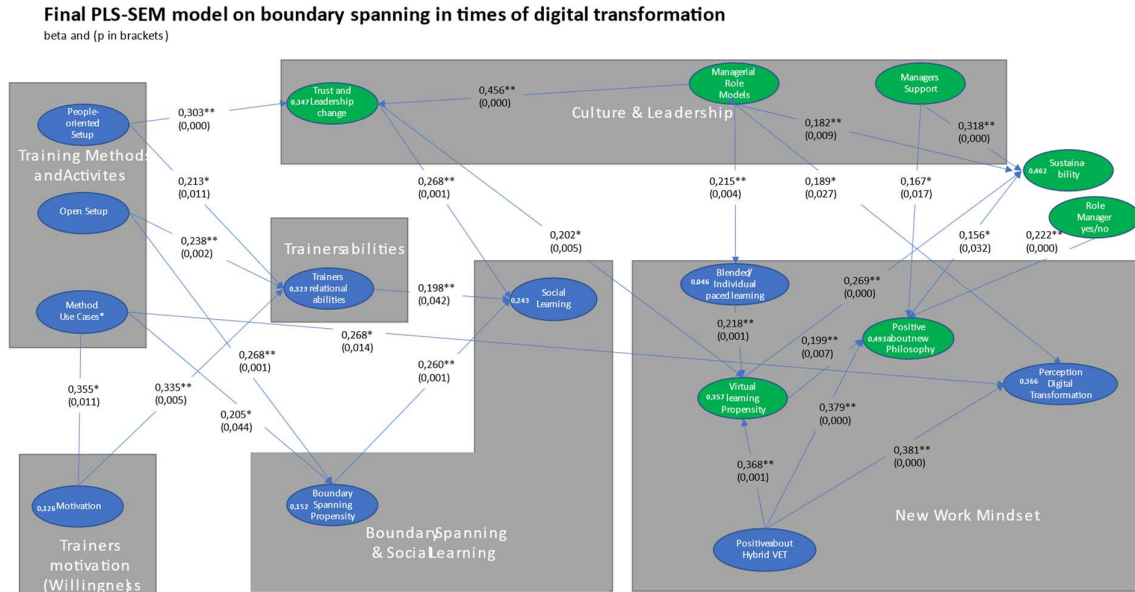 Final PLS-SEM model on boundary spanning in times of digital transformation
beta and (p in brackets)
People-
oriented
Setup
Training Methods
and Activites
Open Setup
Method
Use Cases*
0,303**
(0,000)
0,213*
(0,011)
0,238**
(0,002)
0,347
Trust and
Leadership
change
0,456**
(0,000)
Managerial
Role
Models
Managers
Support
Culture & Leadership
0,182**
(0,009)
0,318**
(0,000)
0,462
Sustaina-
bility
Role
Manager
yes/no
0,268**
(0,001)
0,202*
(0,005)
0,215**
(0,004)
0,189*
(0,027)
0,167*
(0,017)
0,156*
(0,032)
0,222**
(0,000)
Trainers abilities
0,323
Trainers
relational
abilities
0,198**
(0,042)
0,243
Social
Learning
0,268*
(0,014)
0,046
Blended/
Individual
paced learning
0,218**
(0,001)
0,269**
(0,000)
0,199**
(0,007)
0,493
Positive
about new
Philosophy
0,357
Virtual
learning
Propensity
0,366
Perception
Digital
Transformation
0,355*
(0,011)
0,335**
(0,005)
0,268**
(0,001)
0,205*
(0,044)
0,260**
(0,001)
0,379**
(0,000)
0,368**
(0,001)
0,381**
(0,000)
0,126
Motivation
Trainers
motivation
(Willingness
0,152
Boundary
Spanning
Propensity
Boundary Spanning
& Social Learning
Positive about
Hybrid VET
New Work Mindset